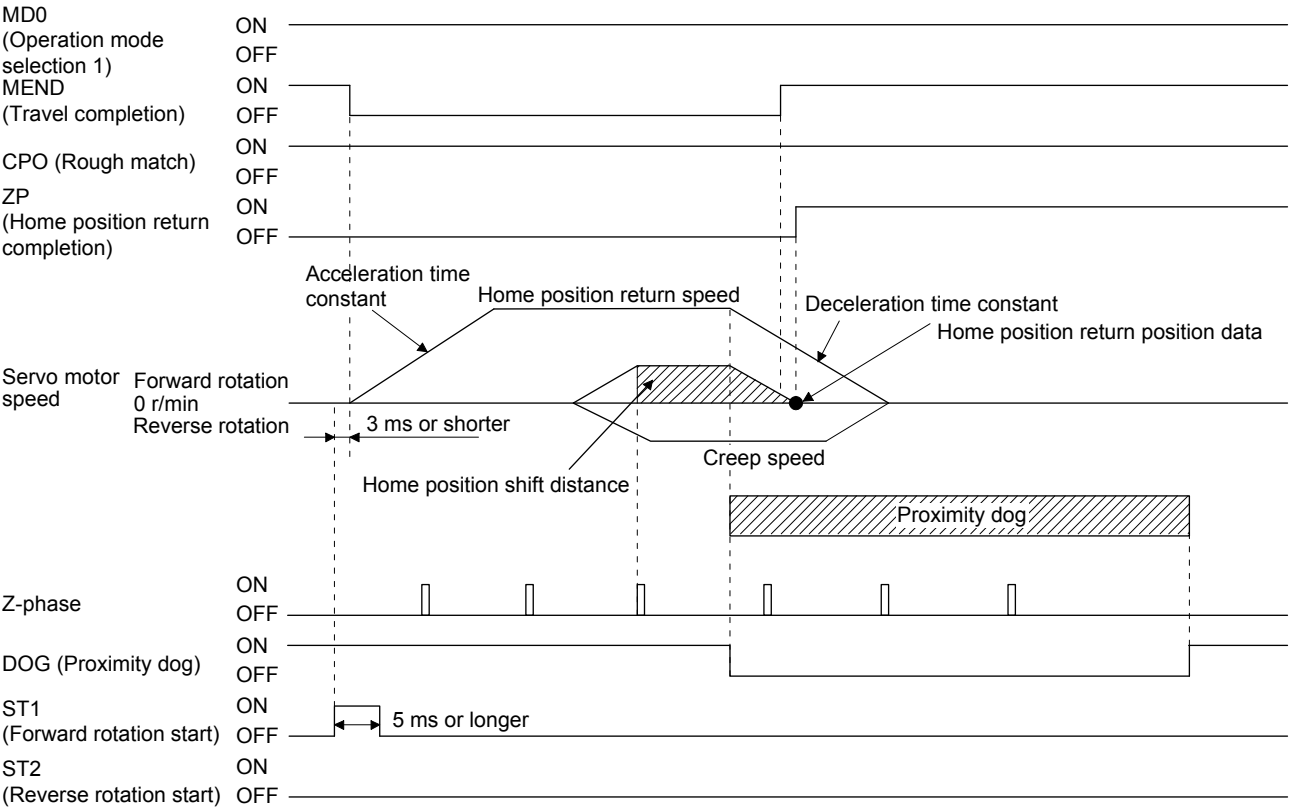 MD0
(Operation mode
selection 1)
ON
OFF
MEND
(Travel completion)
ON
OFF
CPO (Rough match)
ON
OFF
ZP
(Home position return
completion)
ON
OFF
Acceleration time
constant
Home position return speed
Deceleration time constant
Home position return position data
Servo motor
speed
Forward rotation
0 r/min
Reverse rotation
3 ms or shorter
Creep speed
Home position shift distance
Proximity dog
Z-phase
ON
OFF
DOG (Proximity dog)
ON
OFF
ST1
(Forward rotation start)
ON
OFF
5 ms or longer
ST2
(Reverse rotation start)
ON
OFF